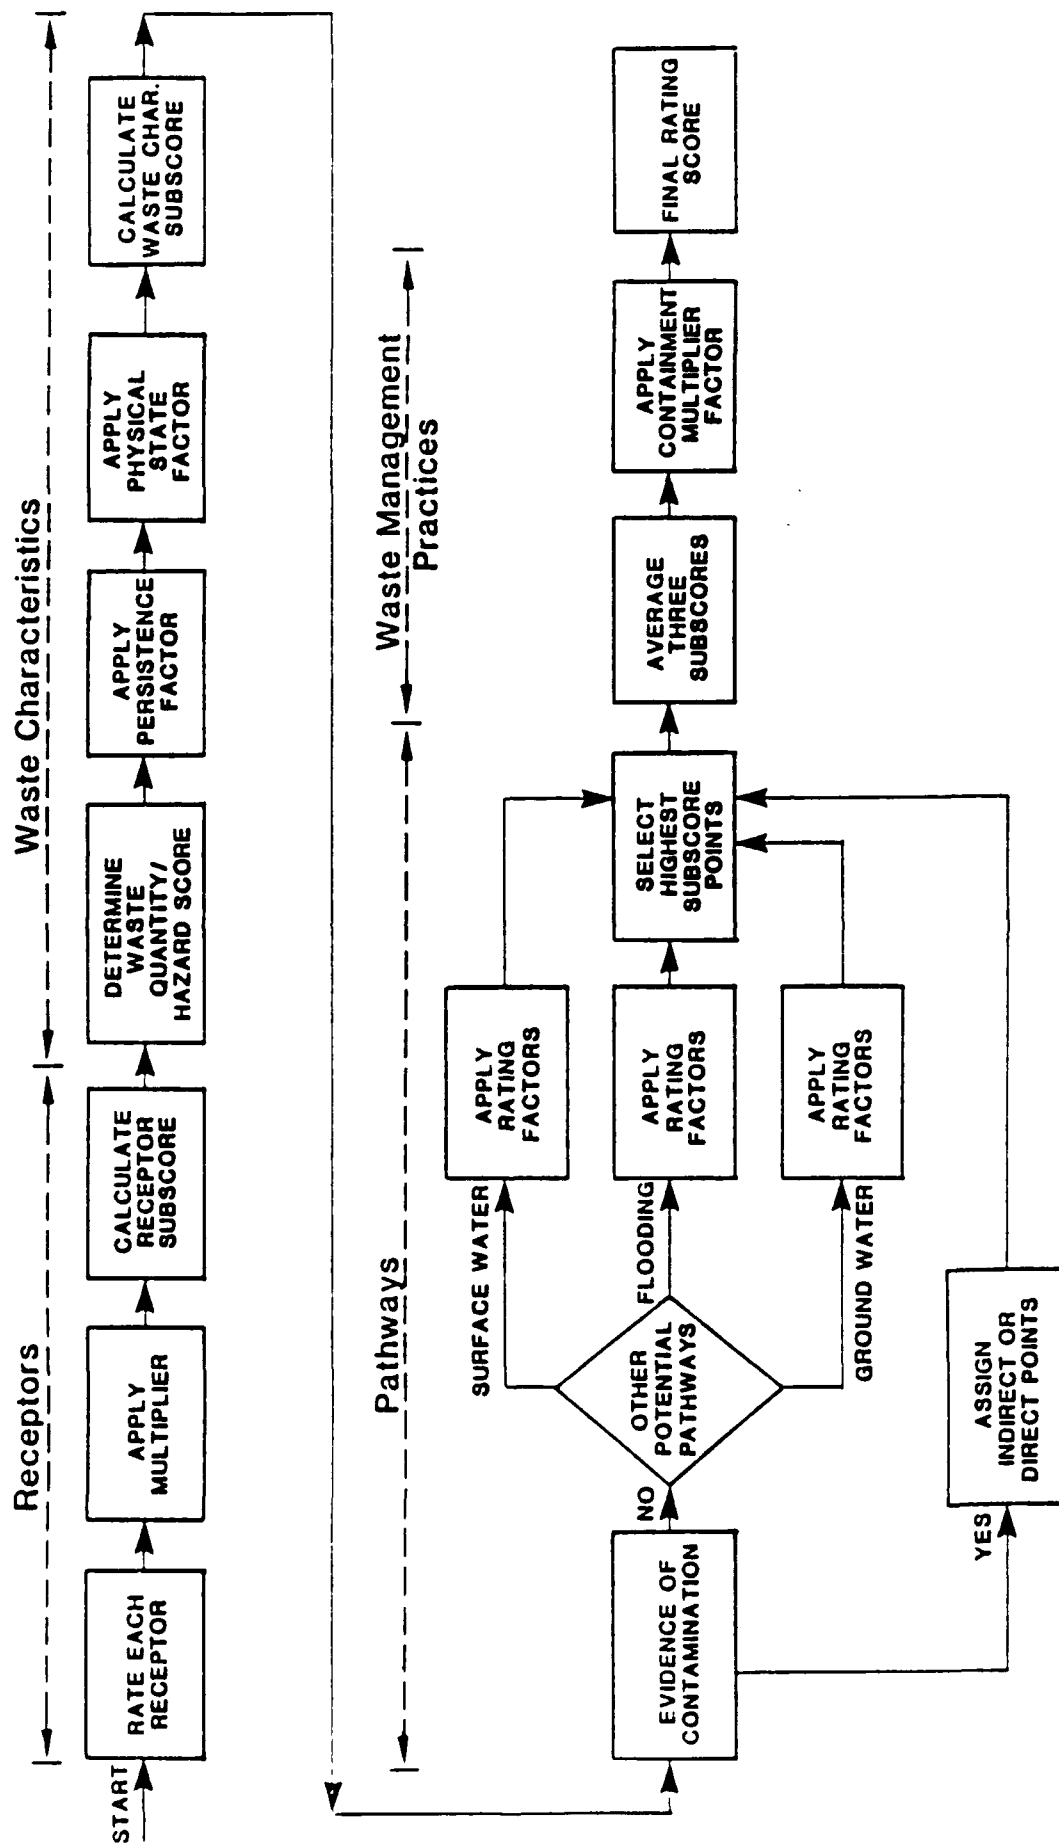 Receptors
Waste Characteristics
START
RATE EACH
RECEPTOR
APPLY
MULTIPLIER
CALCULATE
RECEPTOR
SUBSCORE
DETERMINE
WASTE
QUANTITY/
HAZARD SCORE
APPLY
PERSISTENCE
FACTOR
APPLY
PHYSICAL
STATE
FACTOR
CALCULATE
WASTE CHAR.
SUBSCORE
Pathways
Waste Management
Practices
EVIDENCE OF
CONTAMINATION
NO
YES
OTHER
POTENTIAL
PATHWAYS
SURFACE WATER
FLOODING
GROUND WATER
APPLY
RATING
FACTORS
APPLY
RATING
FACTORS
APPLY
RATING
FACTORS
ASSIGN
INDIRECT OR
DIRECT POINTS
SELECT
HIGHEST
SUBSCORE
POINTS
AVERAGE
THREE
SUBSCORES
APPLY
CONTAINMENT
MULTIPLIER
FACTOR
FINAL RATING
SCORE